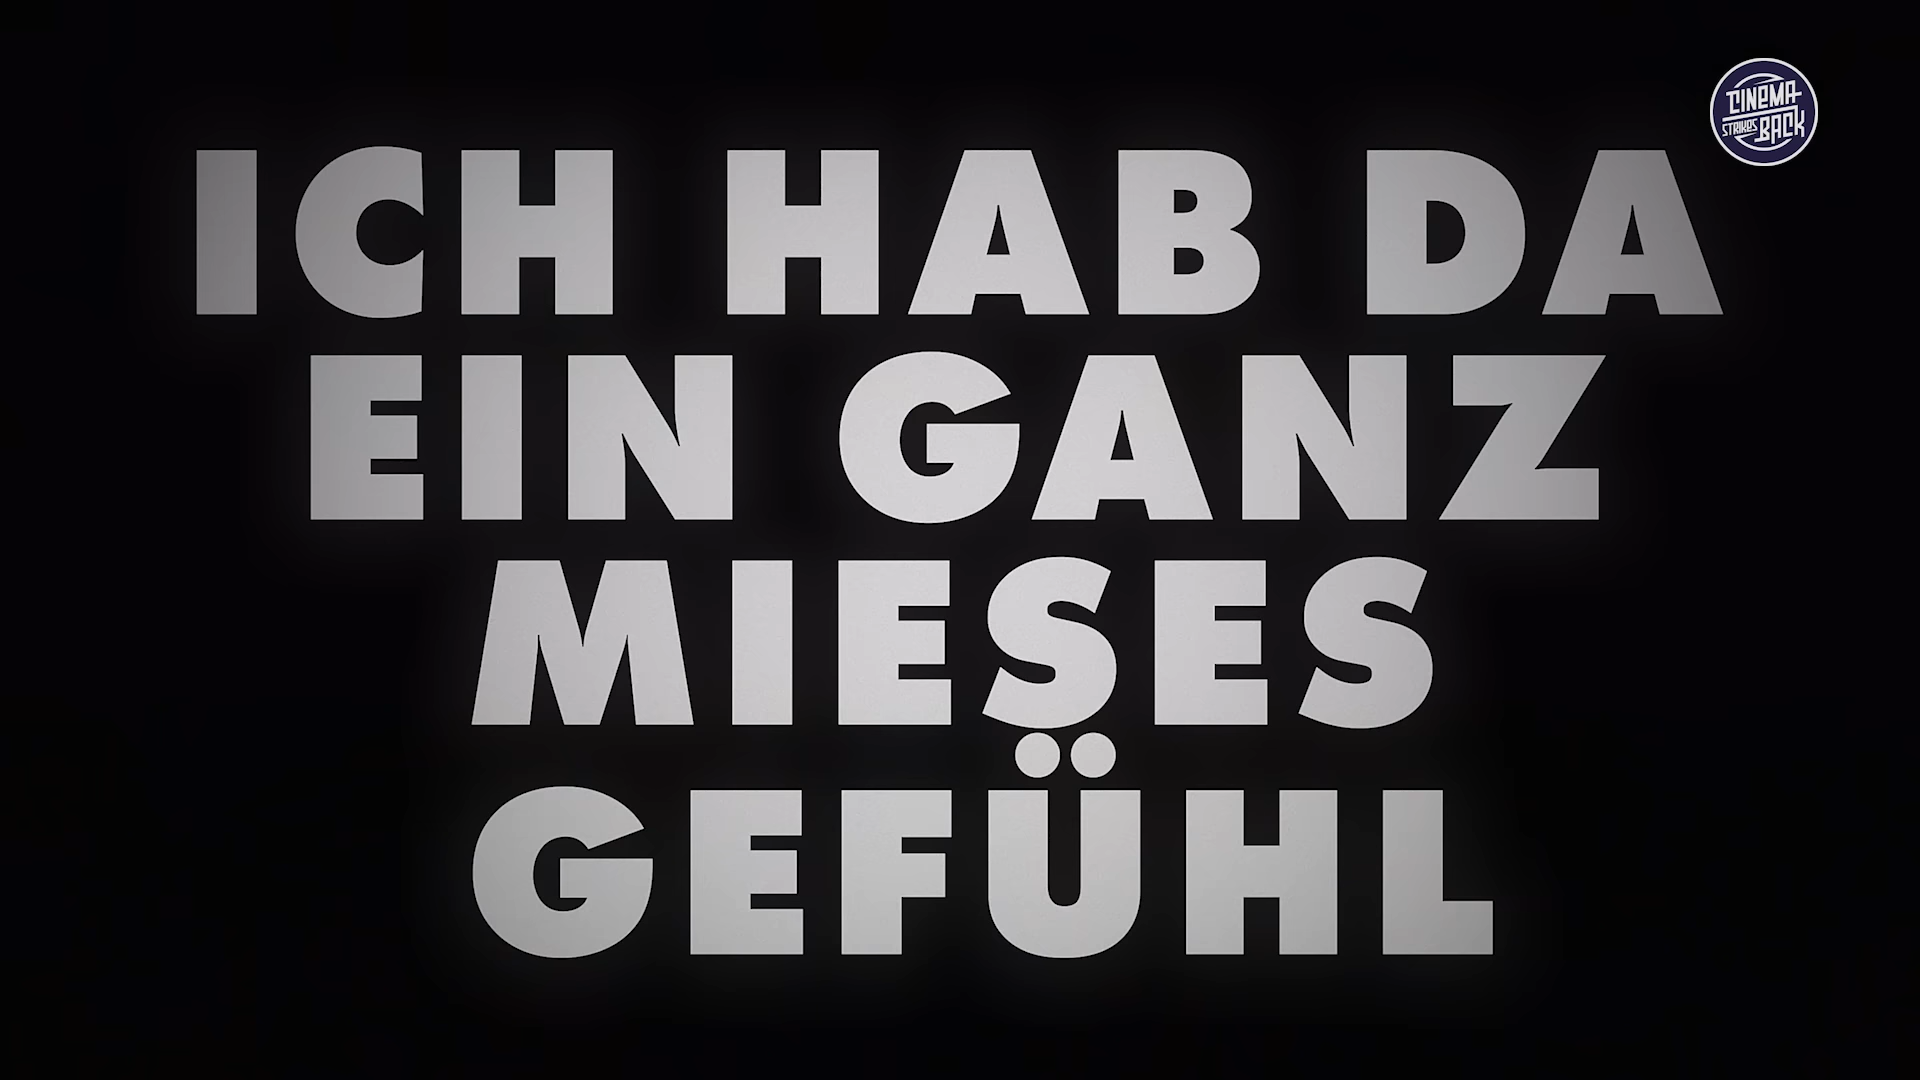 CINEMA
STRIKES BACK
ICH HAB DA
EIN GANZ
MIESES
GEFÜHL